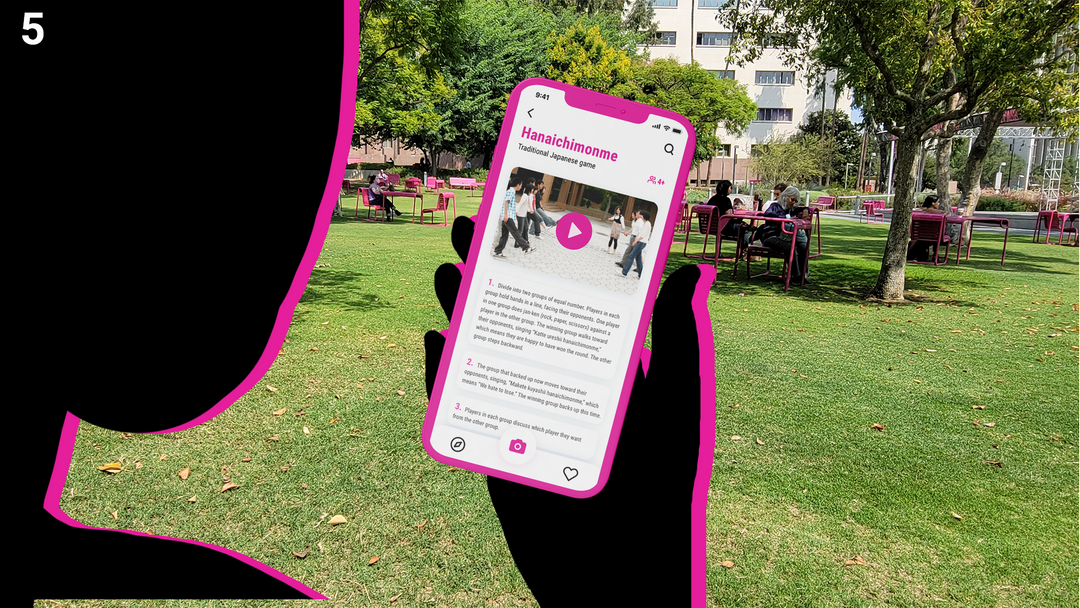 5
9:41
Hanaichimonme
Traditional Japanese game
4+
1. Divide into two groups of equal number. Players in each
group hold hands in a line, facing their opponents. One player
in one group does jan-ken (rock, paper, scissors) against a
player in the other group. The winning group walks toward
their opponents, singing "Katte ureshii hanaichimonme,"
which means they are happy to have won the round. The other
group steps backward.
2. The group that backed up now moves toward their
opponents, singing, "Makete kuyashii hanaichimonme," which
means "We hate to lose." The winning group backs up this time.
3. Players in each group discuss which player they want
from the other group.